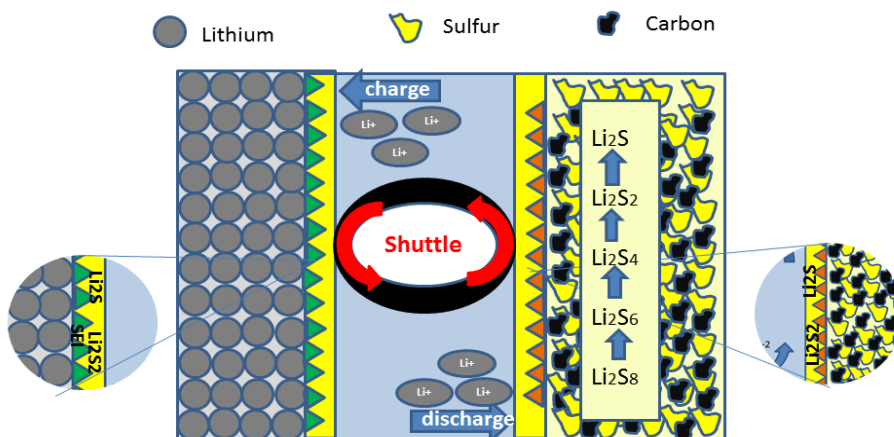 Lithium
Sulfur
Carbon
charge
Li+
Li+
Li+
Shuttle
Li2S
Li2S2
Li2S4
Li2S6
Li2S8
Li+
Li+
Li+
discharge
Li2S
Li2S2
SEI
Li2S
Li2S2
-2